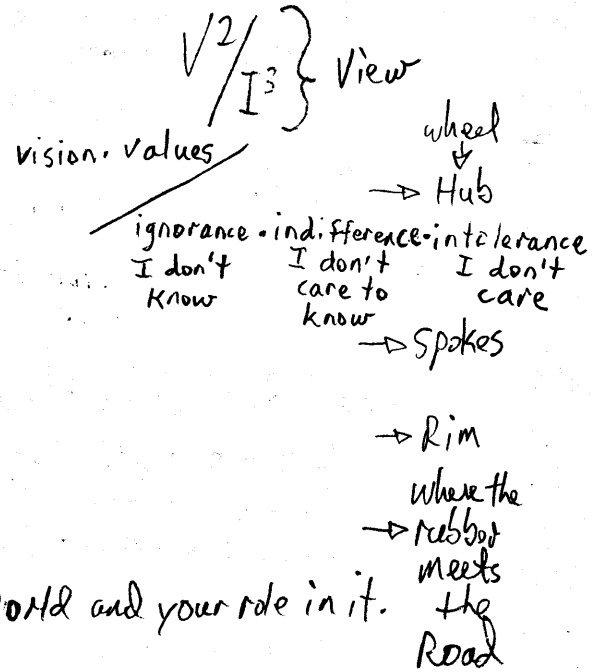 V²/I³ } View
vision · values
wheel
Hub
ignorance · indifference · intolerance
I don't know
I don't care to know
I don't care
Spokes
Rim
Where the
rubber
meets
the
Road
and your role in it.